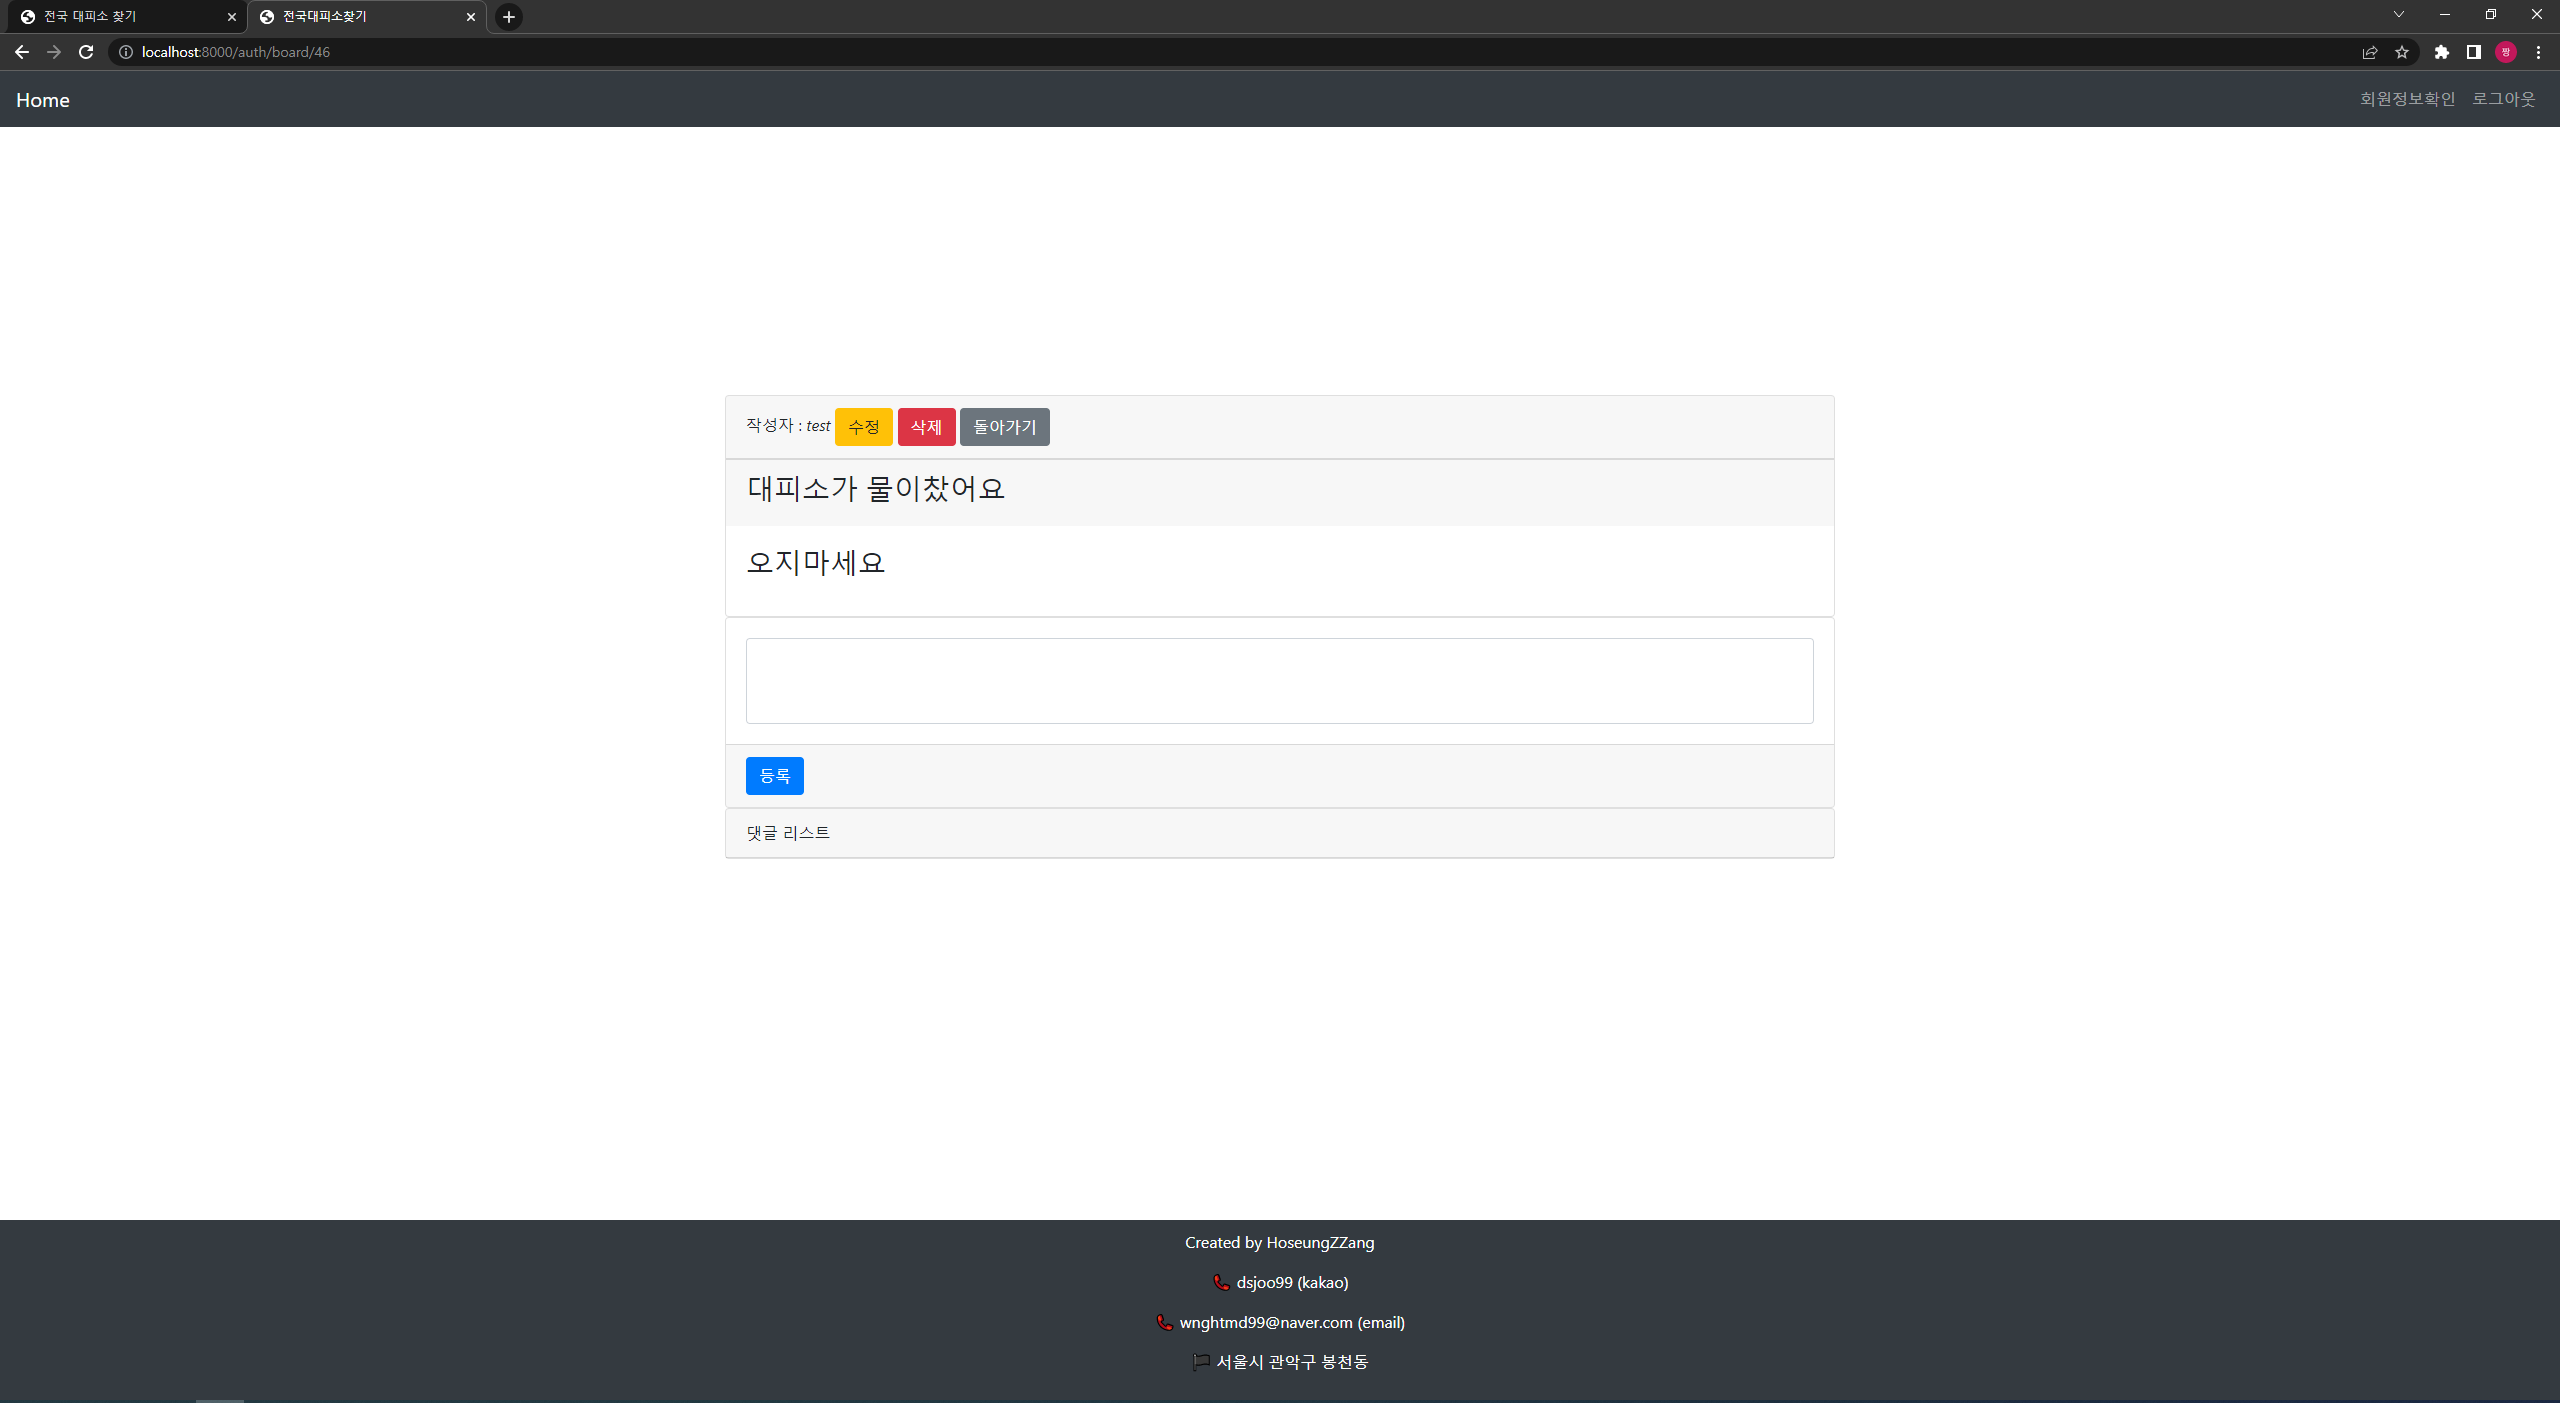 전국 대피소 찾기
전국대피소찾기
localhost:8000/auth/board/46
짱
Home
회원정보확인 로그아웃
작성자 : test 수정 삭제 돌아가기
대피소가 물이찼어요
오지마세요
등록
댓글 리스트
Created by HoseungZZang
dsjoo99 (kakao)
wnghtmd99@naver.com (email)
서울시 관악구 봉천동